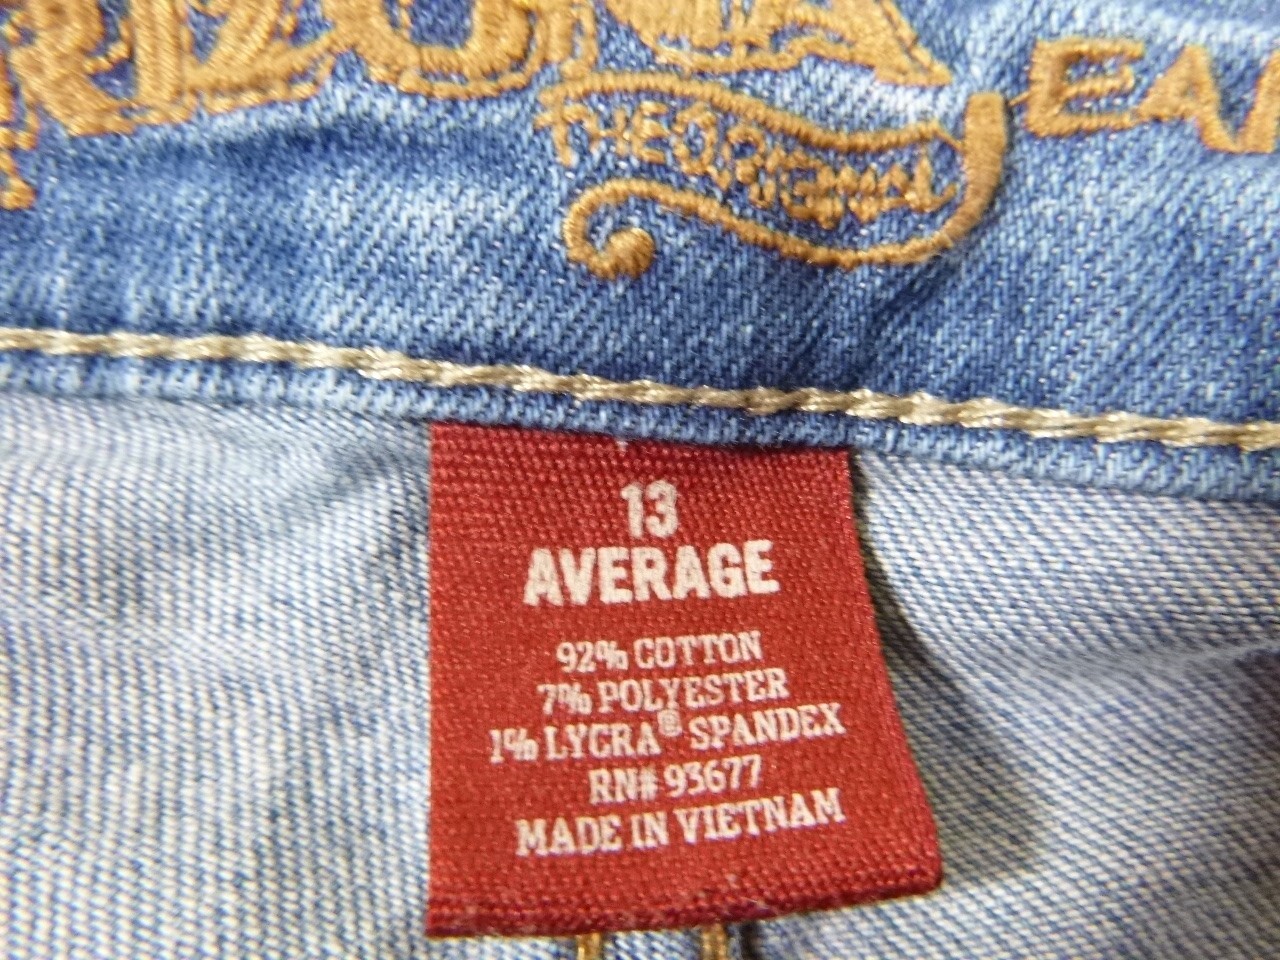 THE ORIGINAL
13
AVERAGE
92% COTTON
7% POLYESTER
1% LYCRA® SPANDEX
RN# 93677
MADE IN VIETNAM